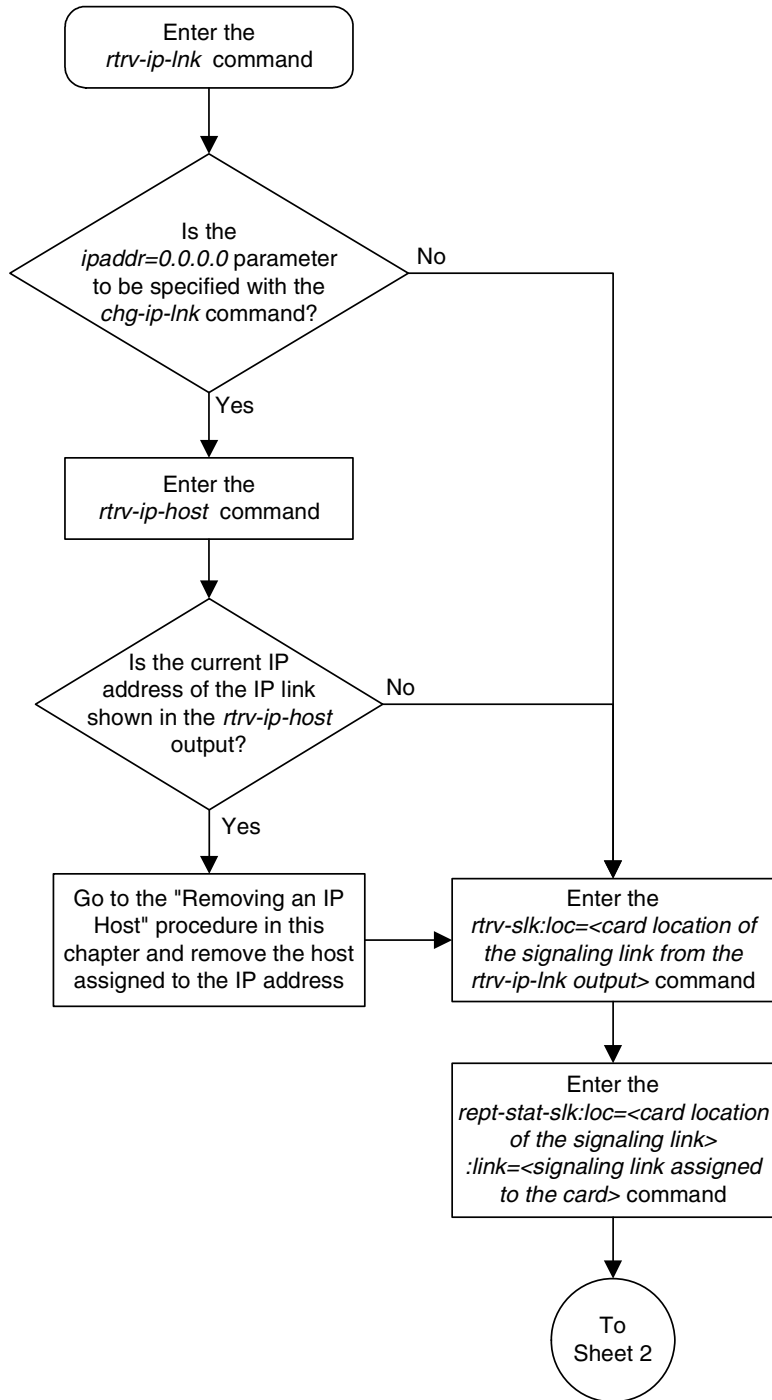 Enter the
rtrv-ip-lnk command
Is the
ipaddr=0.0.0.0 parameter
to be specified with the
chg-ip-lnk command?
No
Yes
Enter the
rtrv-ip-host command
Is the current IP
address of the IP link
shown in the rtrv-ip-host
output?
No
Yes
Go to the "Removing an IP
Host" procedure in this
chapter and remove the host
assigned to the IP address
Enter the
rtrv-slk:loc=<card location of
the signaling link from the
rtrv-ip-lnk output> command
Enter the
rept-stat-slk:loc=<card location
of the signaling link>
:link=<signaling link assigned
to the card> command
To
Sheet 2